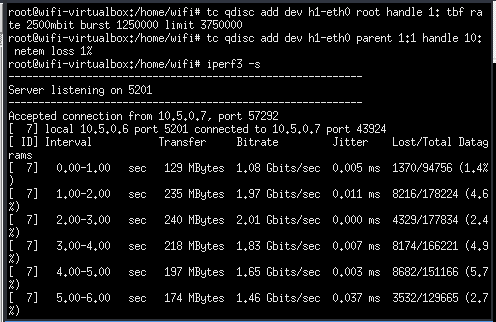 root@wifi-virtualbox:/home/wifi# tc qdisc add dev h1-eth0 root handle 1: tbf ra
te 2500mbit burst 1250000 limit 3750000
root@wifi-virtualbox:/home/wifi# tc qdisc add dev h1-eth0 parent 1:1 handle 10:
 netem loss 1%
root@wifi-virtualbox:/home/wifi# iperf3 -s
-----------------------------------------------------------
Server listening on 5201
-----------------------------------------------------------
Accepted connection from 10.5.0.7, port 57292
[  7] local 10.5.0.6 port 5201 connected to 10.5.0.7 port 43924
[ ID] Interval           Transfer     Bitrate         Jitter    Lost/Total Datag
rams
[  7]   0.00-1.00   sec   129 MBytes  1.08 Gbits/sec  0.005 ms  1370/94756 (1.4%
)
[  7]   1.00-2.00   sec   235 MBytes  1.97 Gbits/sec  0.011 ms  8216/178224 (4.6
%)
[  7]   2.00-3.00   sec   240 MBytes  2.01 Gbits/sec  0.000 ms  4329/177834 (2.4
%)
[  7]   3.00-4.00   sec   218 MBytes  1.83 Gbits/sec  0.007 ms  8174/166221 (4.9
%)
[  7]   4.00-5.00   sec   197 MBytes  1.65 Gbits/sec  0.003 ms  8682/151166 (5.7
%)
[  7]   5.00-6.00   sec   174 MBytes  1.46 Gbits/sec  0.037 ms  3532/129665 (2.7
%)